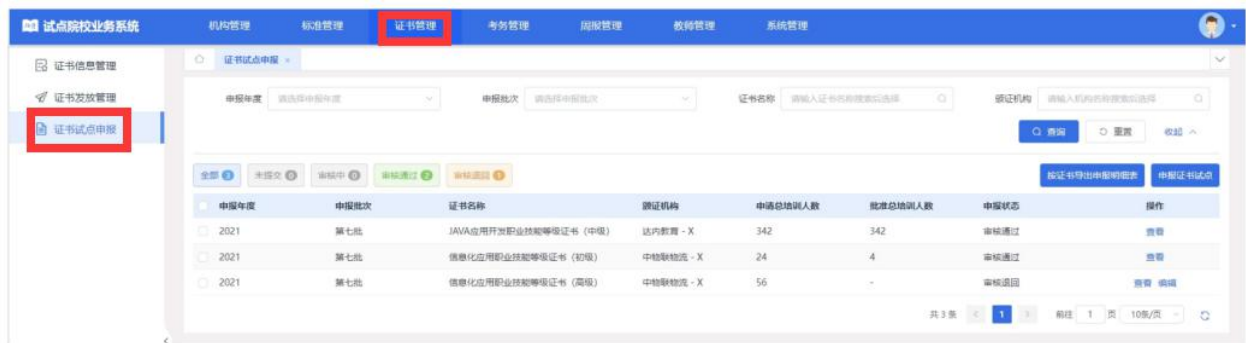 试点院校业务系统 机构管理 标准管理 证书管理 考务管理 周报管理 教师管理 系统管理
证书信息管理
证书发放管理
证书试点申报
证书试点申报 ×
申报年度 请选择申报年度 申报批次 请选择申报批次 证书名称 请输入证书名称搜索后选择 颁证机构 请输入机构名称搜索后选择
查询 重置 收起
全部 3 未提交 0 审核中 0 审核通过 2 审核退回 1 按证书导出申报明细表 申报证书试点
申报年度 申报批次 证书名称 颁证机构 申请总培训人数 批准总培训人数 申报状态 操作
2021 第七批 JAVA应用开发职业技能等级证书（中级） 达内教育 - X 342 342 审核通过 查看
2021 第七批 信息化应用职业技能等级证书（初级） 中物联物流 - X 24 4 审核通过 查看
2021 第七批 信息化应用职业技能等级证书（高级） 中物联物流 - X 56 - 审核退回 查看 编辑
共 3 条 < 1 > 前往 1 页 10条/页